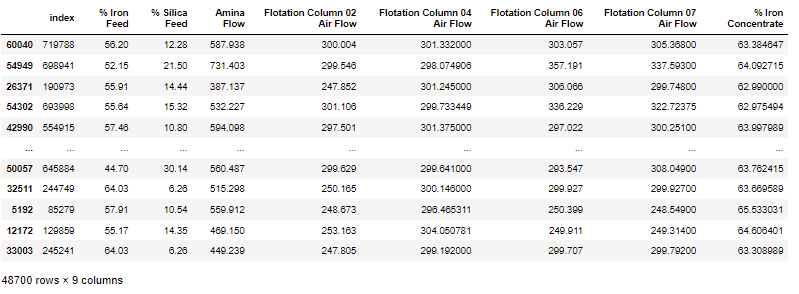 index % Iron Feed % Silica Feed Amina Flow Flotation Column 02 Air Flow Flotation Column 04 Air Flow Flotation Column 06 Air Flow Flotation Column 07 Air Flow % Iron Concentrate
60040 719788 56.20 12.28 587.938 300.004 301.332000 303.057 305.36800 63.384647
54949 698941 52.15 21.50 731.403 299.546 298.074906 357.191 337.59300 64.092715
26371 190973 55.91 14.44 387.137 247.852 301.245000 306.066 299.74800 62.990000
54302 693998 55.64 15.32 532.227 301.106 299.733449 336.229 322.72375 62.975494
42990 554915 57.46 10.80 594.098 297.501 301.375000 297.022 300.25100 63.997989
... ... ... ... ... ... ... ... ... ...
50057 645884 44.70 30.14 560.487 299.629 299.641000 293.547 308.04900 63.762415
32511 244749 64.03 6.26 515.298 250.165 300.146000 299.927 299.92700 63.669589
5192 85279 57.91 10.54 559.912 248.673 296.465311 250.399 248.54900 65.533031
12172 129859 55.17 14.35 469.150 253.163 304.050781 249.911 249.31400 64.606401
33003 245241 64.03 6.26 449.239 247.805 299.192000 299.707 299.79200 63.308989
48700 rows × 9 columns